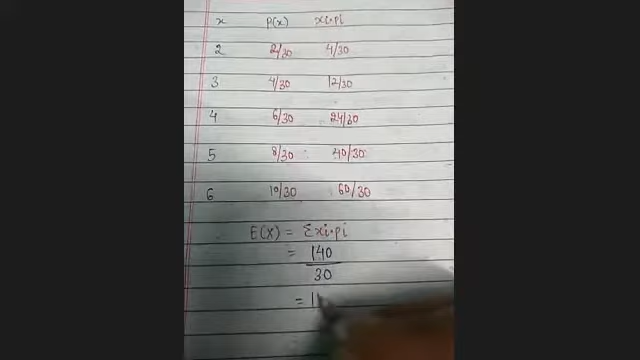 x P(x) xi·pi
2 2/30 4/30
3 4/30 12/30
4 6/30 24/30
5 8/30 40/30
6 10/30 60/30
E(X) = Σxi·pi
= 140
30
= 1